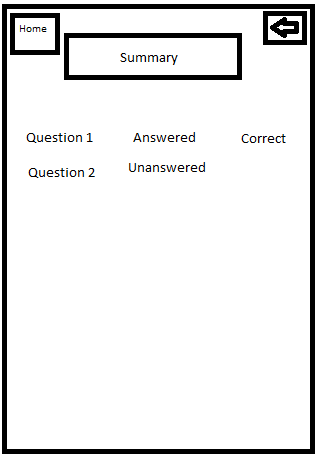 Home
Summary
Question 1 Answered Correct
Question 2 Unanswered